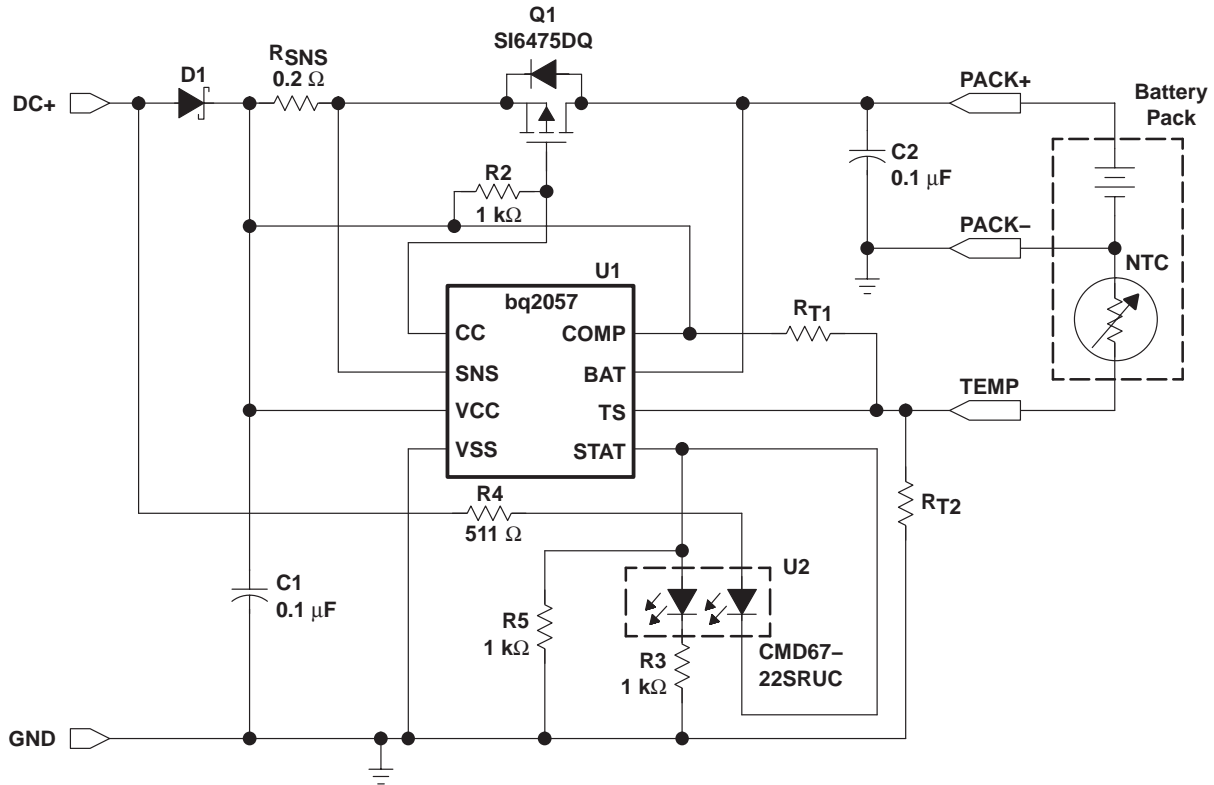 Q1
SI6475DQ
RSNS
0.2 Ω
D1
DC+
PACK+
Battery
Pack
C2
0.1 μF
R2
1 kΩ
PACK–
NTC
U1
bq2057
CC
COMP
RT1
SNS
BAT
VCC
TS
TEMP
VSS
STAT
R4
511 Ω
RT2
U2
C1
0.1 μF
R5
1 kΩ
R3
1 kΩ
CMD67–
22SRUC
GND